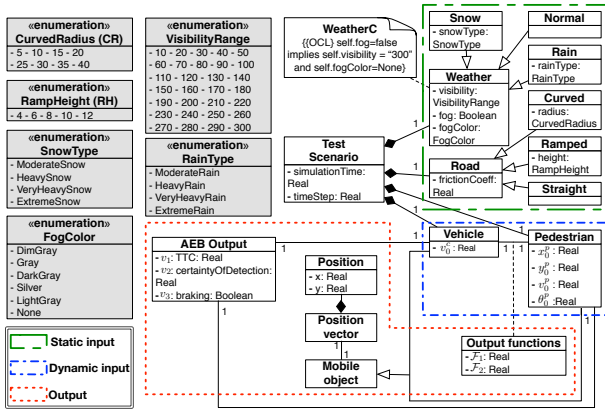 «enumeration»
CurvedRadius (CR)
- 5 - 10 - 15 - 20
- 25 - 30 - 35 - 40
«enumeration»
RampHeight (RH)
- 4 - 6 - 8 - 10 - 12
«enumeration»
SnowType
- ModerateSnow
- HeavySnow
- VeryHeavySnow
- ExtremeSnow
«enumeration»
FogColor
- DimGray
- Gray
- DarkGray
- Silver
- LightGray
- None
Static input
Dynamic input
Output
«enumeration»
VisibilityRange
- 10 - 20 - 30 - 40 - 50
- 60 - 70 - 80 - 90 - 100
- 110 - 120 - 130 - 140
- 150 - 160 - 170 - 180
- 190 - 200 - 210 - 220
- 230 - 240 - 250 - 260
- 270 - 280 - 290 - 300
«enumeration»
RainType
- ModerateRain
- HeavyRain
- VeryHeavyRain
- ExtremeRain
WeatherC
{{OCL} self.fog=false
implies self.visibility = “300”
and self.fogColor=None}
Test
Scenario
- simulationTime:
Real
- timeStep: Real
Snow
- snowType:
SnowType
Normal
Rain
- rainType:
RainType
Weather
- visibility:
VisibilityRange
- fog: Boolean
- fogColor:
FogColor
Curved
- radius:
CurvedRadius
Road
- frictionCoeff:
Real
Ramped
- height:
RampHeight
Straight
1
1
1
1
AEB Output
- v₁: TTC: Real
- v₂: certaintyOfDetection:
Real
- v₃: braking: Boolean
Position
- x: Real
- y: Real
Position
vector
Mobile
object
Vehicle
- v₀ᶜ: Real
Pedestrian
- x₀ᵖ: Real
- y₀ᵖ: Real
- v₀ᵖ: Real
- θ₀ᵖ :Real
Output functions
- F₁: Real
- F₂: Real
1
1
1
1
1
1
1
1
1